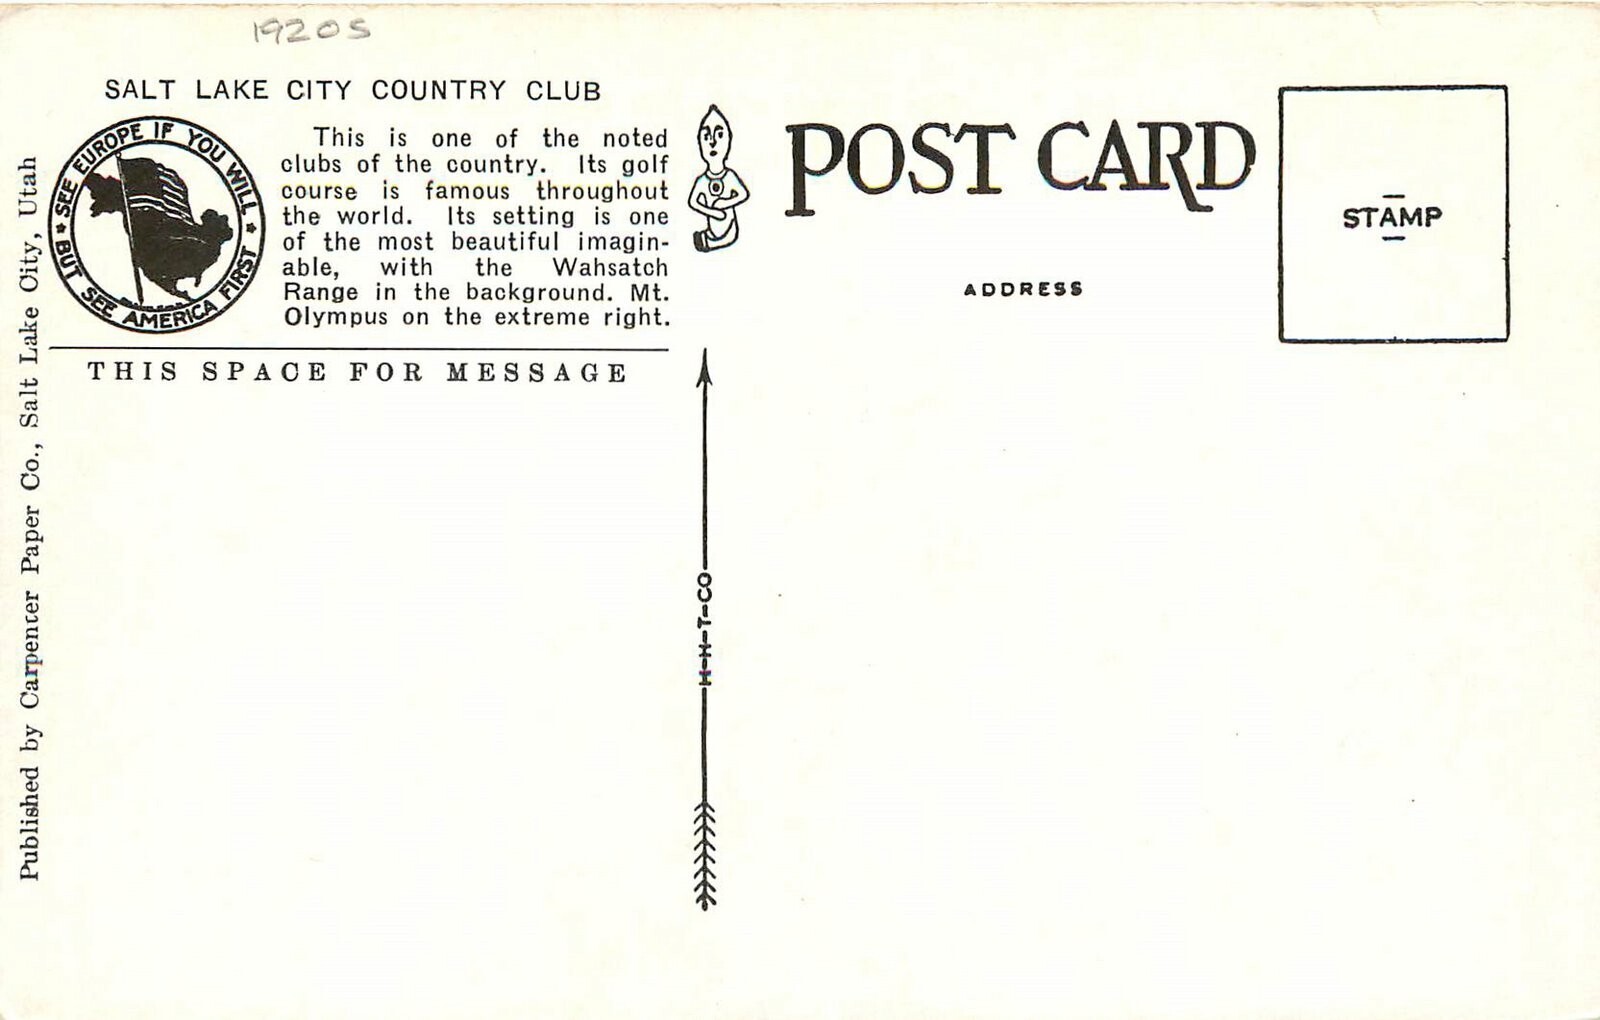 1920s
SALT LAKE CITY COUNTRY CLUB
SEE EUROPE IF YOU WILL
BUT SEE AMERICA FIRST
This is one of the noted
clubs of the country. Its golf
course is famous throughout
the world. Its setting is one
of the most beautiful imagin-
able, with the Wahsatch
Range in the background. Mt.
Olympus on the extreme right.
THIS SPACE FOR MESSAGE
Published by Carpenter Paper Co., Salt Lake City, Utah
H-H-T-CO
POST CARD
ADDRESS
STAMP